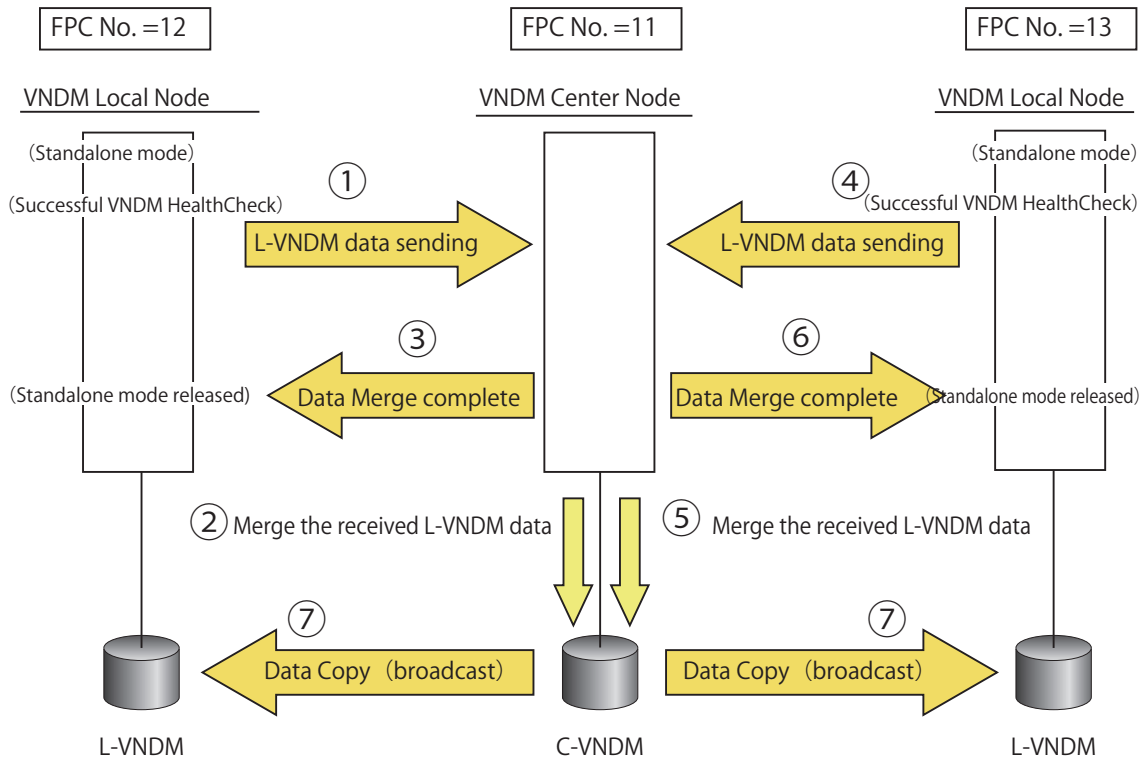 FPC No. =12
FPC No. =11
FPC No. =13
VNDM Local Node
VNDM Center Node
VNDM Local Node
(Standalone mode)
(Standalone mode)
(Successful VNDM HealthCheck)
①
④
(Successful VNDM HealthCheck)
L-VNDM data sending
L-VNDM data sending
③
⑥
(Standalone mode released)
Data Merge complete
Data Merge complete
(Standalone mode released)
② Merge the received L-VNDM data
⑤ Merge the received L-VNDM data
⑦
⑦
Data Copy (broadcast)
Data Copy (broadcast)
L-VNDM
C-VNDM
L-VNDM